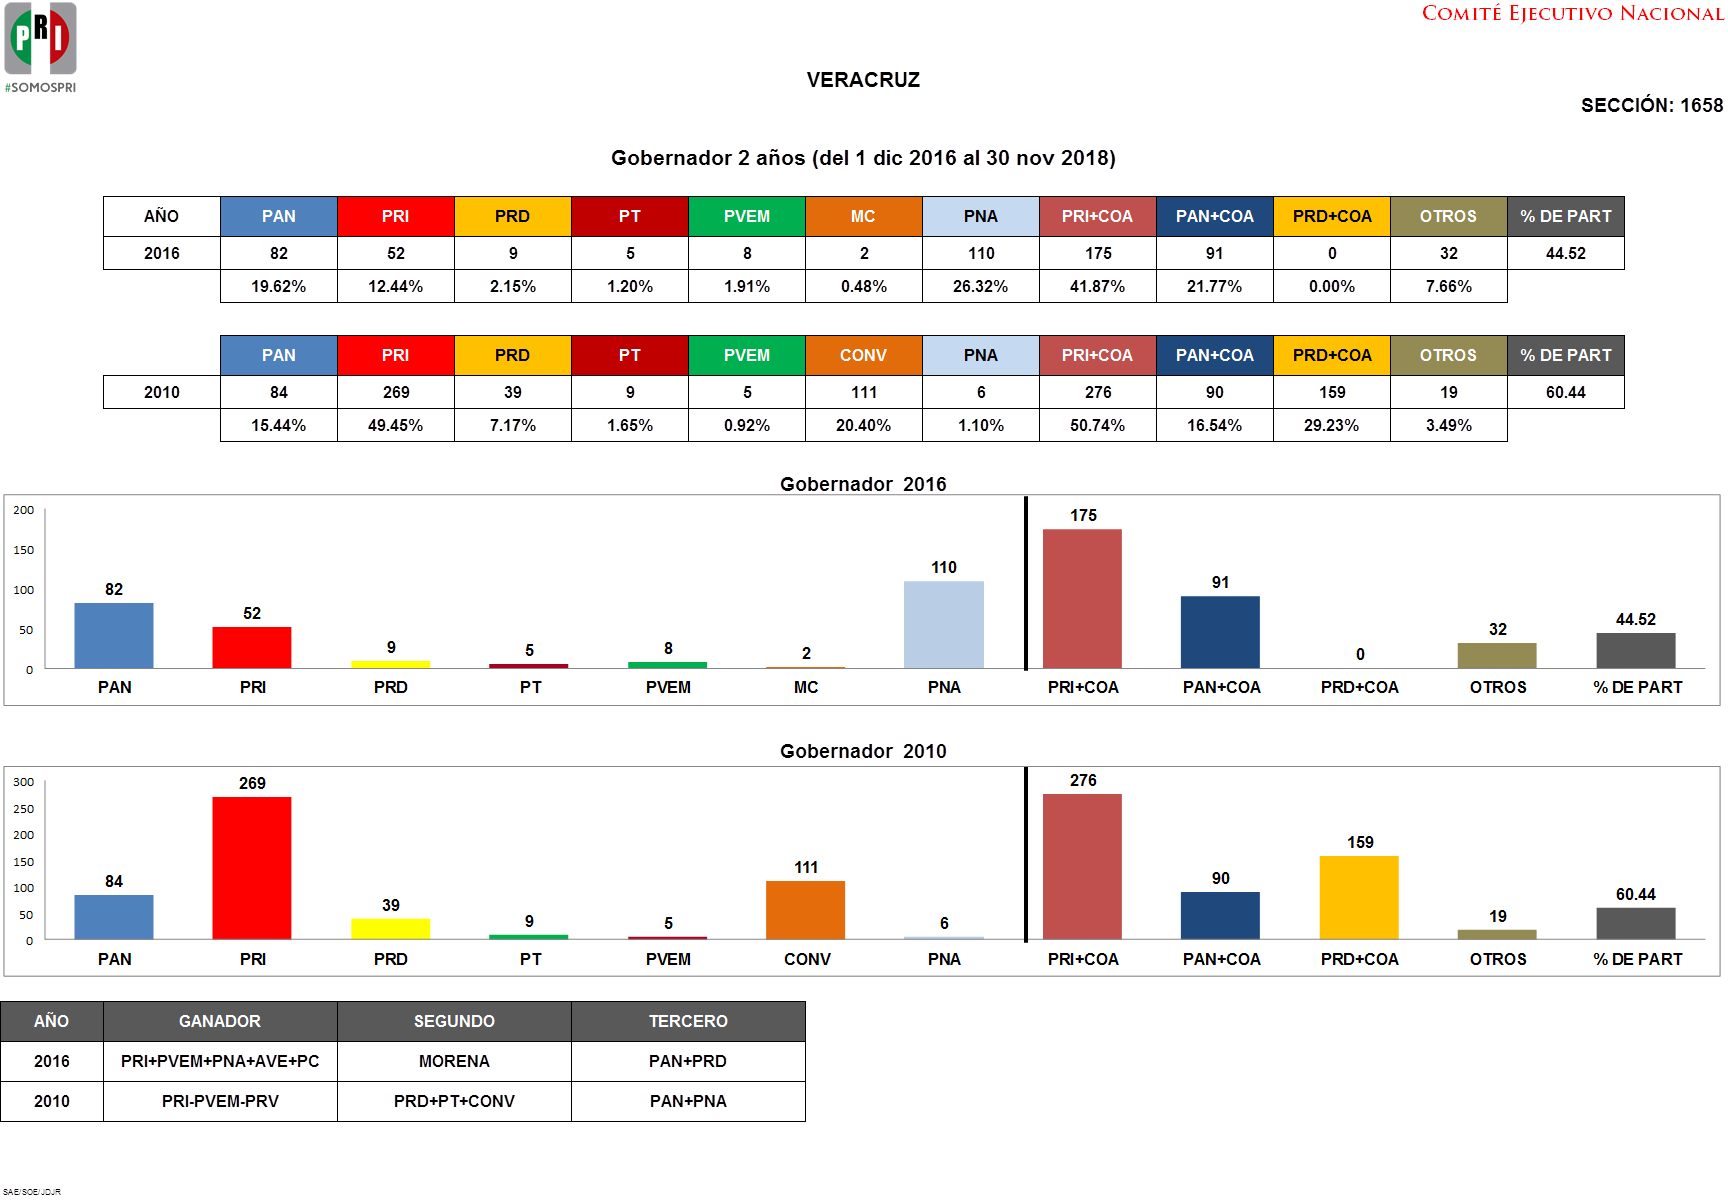 PRI
#SOMOSPRI
COMITÉ EJECUTIVO NACIONAL
VERACRUZ
SECCIÓN: 1658
Gobernador 2 años (del 1 dic 2016 al 30 nov 2018)
AÑO PAN PRI PRD PT PVEM MC PNA PRI+COA PAN+COA PRD+COA OTROS % DE PART
2016 82 52 9 5 8 2 110 175 91 0 32 44.52
19.62% 12.44% 2.15% 1.20% 1.91% 0.48% 26.32% 41.87% 21.77% 0.00% 7.66%
PAN PRI PRD PT PVEM CONV PNA PRI+COA PAN+COA PRD+COA OTROS % DE PART
2010 84 269 39 9 5 111 6 276 90 159 19 60.44
15.44% 49.45% 7.17% 1.65% 0.92% 20.40% 1.10% 50.74% 16.54% 29.23% 3.49%
Gobernador 2016
200
150
100
50
0
82 52 9 5 8 2 110 175 91 0 32 44.52
PAN PRI PRD PT PVEM MC PNA PRI+COA PAN+COA PRD+COA OTROS % DE PART
Gobernador 2010
300
250
200
150
100
50
0
84 269 39 9 5 111 6 276 90 159 19 60.44
PAN PRI PRD PT PVEM CONV PNA PRI+COA PAN+COA PRD+COA OTROS % DE PART
AÑO GANADOR SEGUNDO TERCERO
2016 PRI+PVEM+PNA+AVE+PC MORENA PAN+PRD
2010 PRI-PVEM-PRV PRD+PT+CONV PAN+PNA
SAE/SOE/JDJR